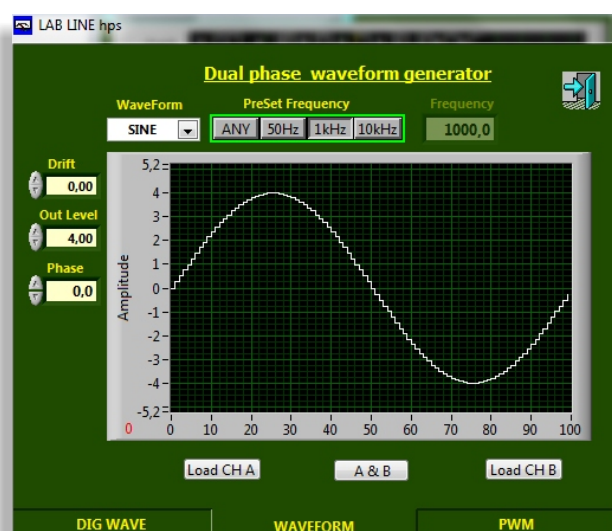 LAB LINE hps
Dual phase waveform generator
WaveForm PreSet Frequency Frequency
SINE ANY 50Hz 1kHz 10kHz 1000,0
Drift
0,00
Out Level
4,00
Phase
0,0
Amplitude
5,2
4
3
2
1
0
-1
-2
-3
-4
-5,2
0
0 10 20 30 40 50 60 70 80 90 100
Load CH A A & B Load CH B
DIG WAVE WAVEFORM PWM